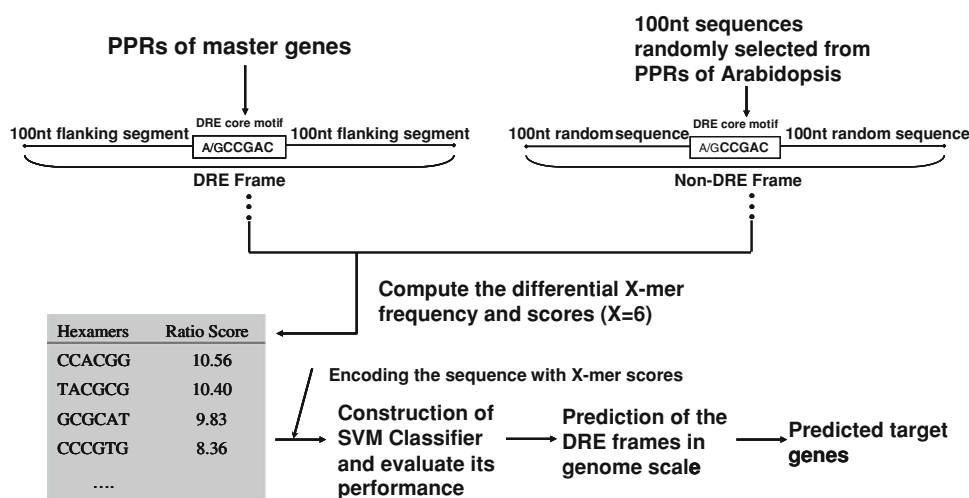 PPRs of master genes
100nt sequences
randomly selected from
PPRs of Arabidopsis
DRE core motif
100nt flanking segment
A/GCCGAC
100nt flanking segment
DRE Frame
DRE core motif
100nt random sequence
A/GCCGAC
100nt random sequence
Non-DRE Frame
Compute the differential X-mer
frequency and scores (X=6)
Hexamers Ratio Score
CCACGG 10.56
TACGCG 10.40
GCGCAT 9.83
CCCGTG 8.36
....
Encoding the sequence with X-mer scores
Construction of
SVM Classifier
and evaluate its
performance
Prediction of the
DRE frames in
genome scale
Predicted target
genes